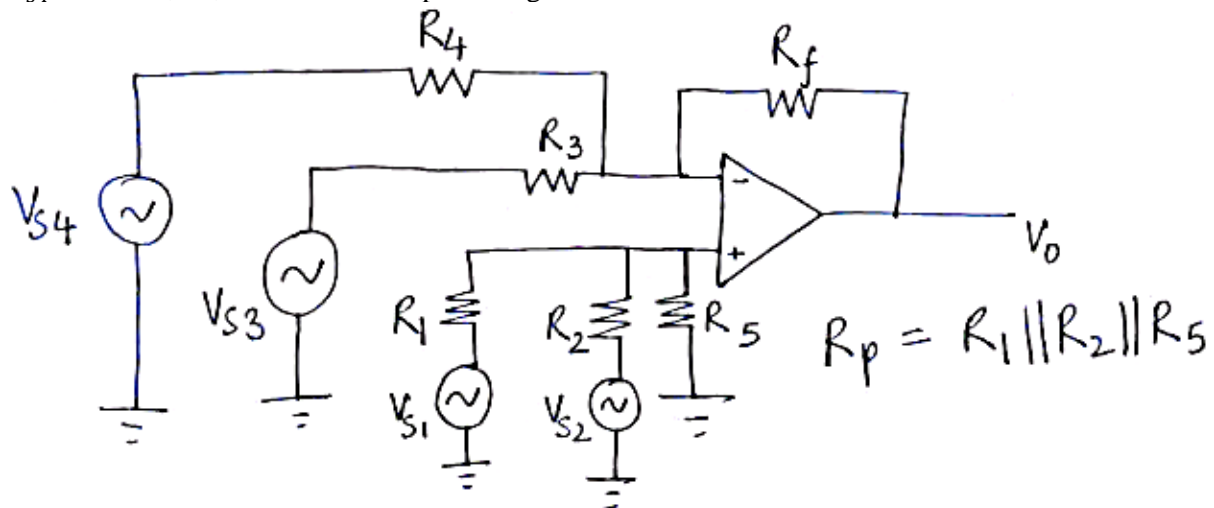 R4
Rf
R3
VS4
-
+
Vo
VS3
R1
R2
R5
Rp = R1||R2||R5
VS1
VS2